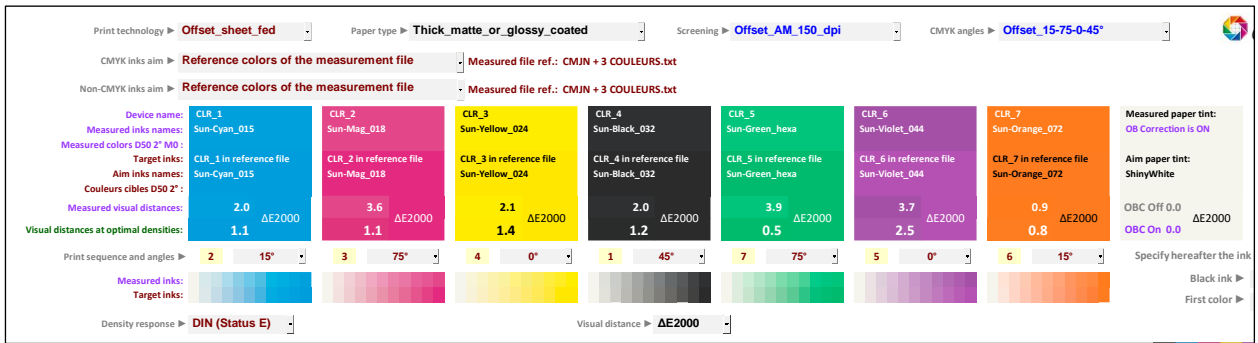 Print technology ► Offset_sheet_fed Paper type ► Thick_matte_or_glossy_coated Screening ► Offset_AM_150_dpi CMYK angles ► Offset_15-75-0-45°
CMYK inks aim ► Reference colors of the measurement file Measured file ref.: CMJN + 3 COULEURS.txt
Non-CMYK inks aim ► Reference colors of the measurement file Measured file ref.: CMJN + 3 COULEURS.txt
Device name: CLR_1 CLR_2 CLR_3 CLR_4 CLR_5 CLR_6 CLR_7 Measured paper tint:
Measured inks names: Sun-Cyan_015 Sun-Mag_018 Sun-Yellow_024 Sun-Black_032 Sun-Green_hexa Sun-Violet_044 Sun-Orange_072 OB Correction is ON
Measured colors D50 2° M0 :
Target inks: CLR_1 in reference file CLR_2 in reference file CLR_3 in reference file CLR_4 in reference file CLR_5 in reference file CLR_6 in reference file CLR_7 in reference file Aim paper tint:
Aim inks names: Sun-Cyan_015 Sun-Mag_018 Sun-Yellow_024 Sun-Black_032 Sun-Green_hexa Sun-Violet_044 Sun-Orange_072 ShinyWhite
Couleurs cibles D50 2° :
Measured visual distances: 2.0 3.6 2.1 2.0 3.9 3.7 0.9 OBC Off 0.0
ΔE2000 ΔE2000 ΔE2000 ΔE2000 ΔE2000 ΔE2000 ΔE2000 ΔE2000
Visual distances at optimal densities: 1.1 1.1 1.4 1.2 0.5 2.5 0.8 OBC On 0.0
Print sequence and angles ► 2 15° 3 75° 4 0° 1 45° 7 75° 5 0° 6 15° Specify hereafter the ink
Measured inks: Black ink ►
Target inks: First color ►
Density response ► DIN (Status E) Visual distance ► ΔE2000